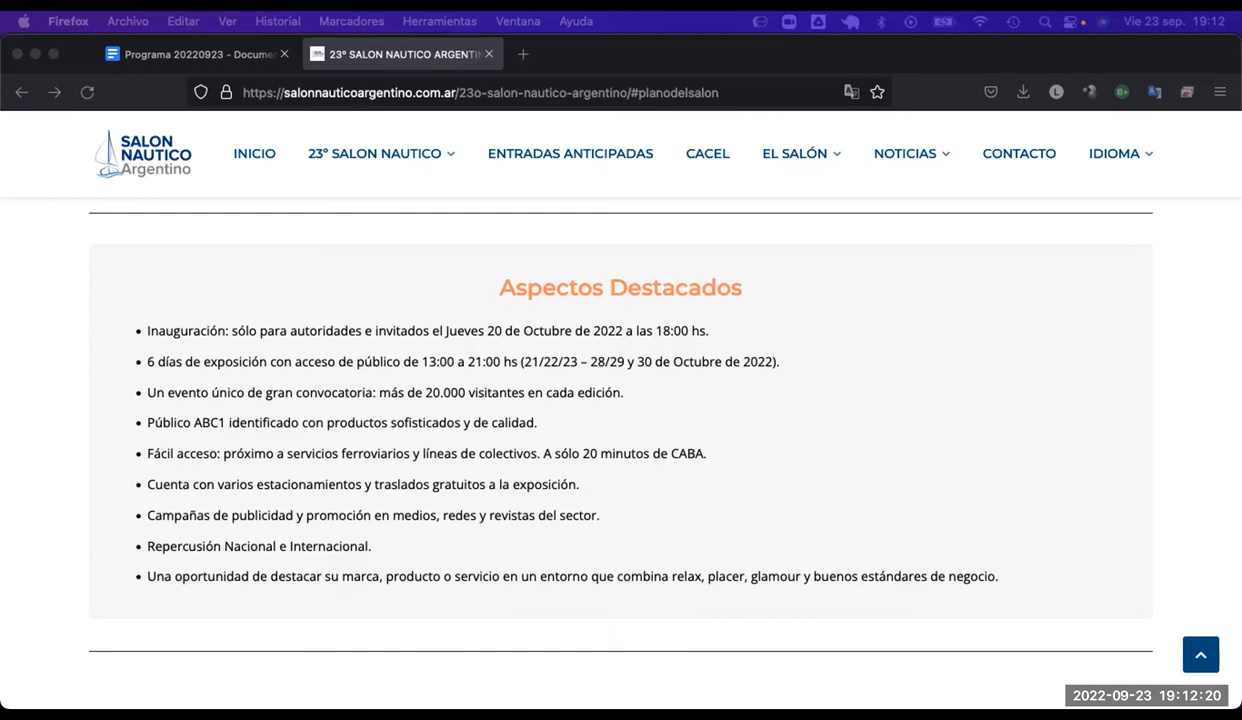 Firefox Archivo Editar Ver Historial Marcadores Herramientas Ventana Ayuda Vie 23 sep. 19:12
Programa 20220923 - Docume 23º SALON NAUTICO ARGENTI
https://salonnauticoargentino.com.ar/23o-salon-nautico-argentino/#planodelsalon
SALON
NAUTICO
Argentino
INICIO 23º SALON NAUTICO ENTRADAS ANTICIPADAS CACEL EL SALÓN NOTICIAS CONTACTO IDIOMA
Aspectos Destacados
• Inauguración: sólo para autoridades e invitados el Jueves 20 de Octubre de 2022 a las 18:00 hs.
• 6 días de exposición con acceso de público de 13:00 a 21:00 hs (21/22/23 – 28/29 y 30 de Octubre de 2022).
• Un evento único de gran convocatoria: más de 20.000 visitantes en cada edición.
• Público ABC1 identificado con productos sofisticados y de calidad.
• Fácil acceso: próximo a servicios ferroviarios y líneas de colectivos. A sólo 20 minutos de CABA.
• Cuenta con varios estacionamientos y traslados gratuitos a la exposición.
• Campañas de publicidad y promoción en medios, redes y revistas del sector.
• Repercusión Nacional e Internacional.
• Una oportunidad de destacar su marca, producto o servicio en un entorno que combina relax, placer, glamour y buenos estándares de negocio.
2022-09-23 19:12:20